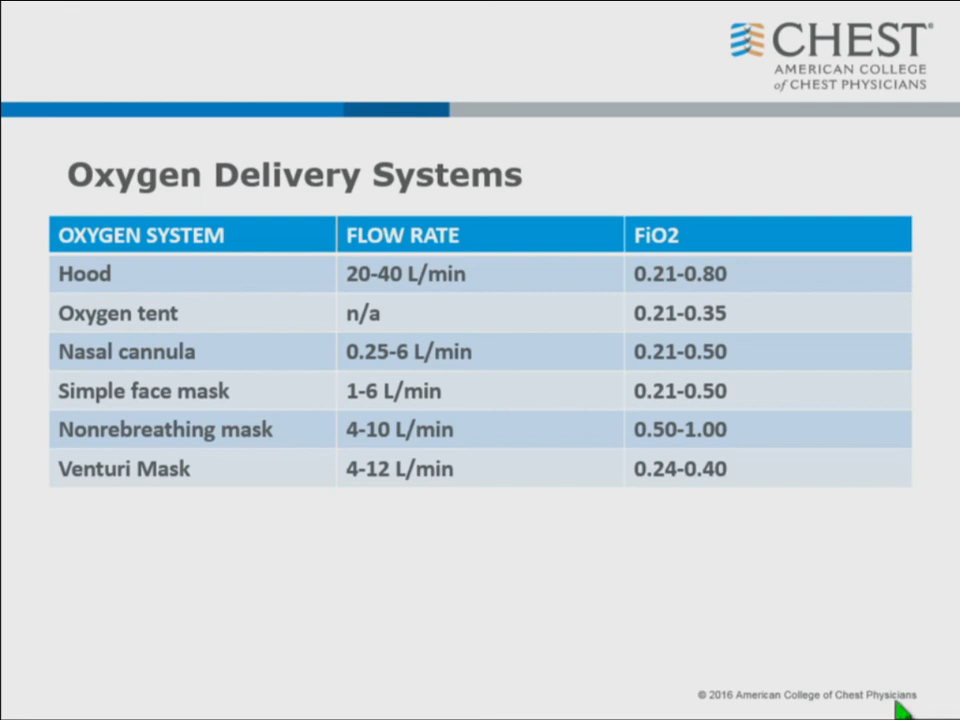 CHEST®
AMERICAN COLLEGE
of CHEST PHYSICIANS
Oxygen Delivery Systems
OXYGEN SYSTEM FLOW RATE FiO2
Hood 20-40 L/min 0.21-0.80
Oxygen tent n/a 0.21-0.35
Nasal cannula 0.25-6 L/min 0.21-0.50
Simple face mask 1-6 L/min 0.21-0.50
Nonrebreathing mask 4-10 L/min 0.50-1.00
Venturi Mask 4-12 L/min 0.24-0.40
© 2016 American College of Chest Physicians